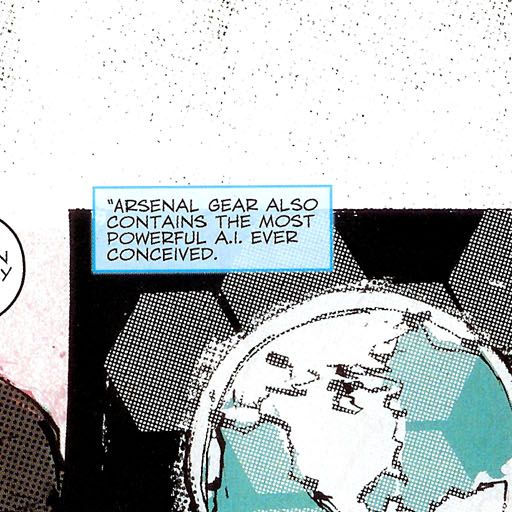 "ARSENAL GEAR ALSO
CONTAINS THE MOST
POWERFUL A.I. EVER
CONCEIVED.